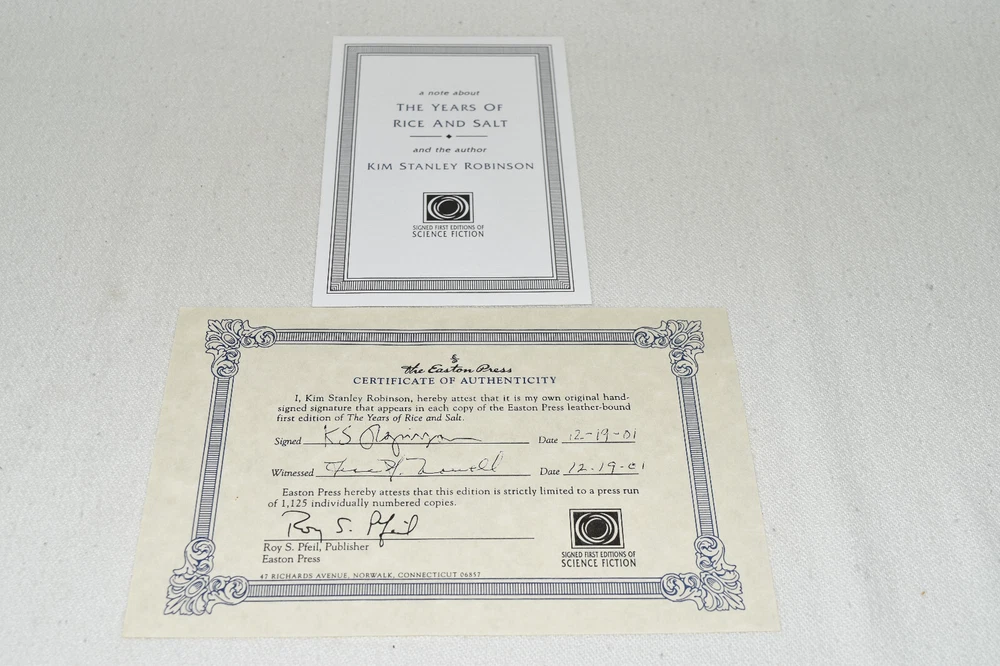 a note about
THE YEARS OF
RICE AND SALT
and the author
KIM STANLEY ROBINSON
SIGNED FIRST EDITIONS OF
SCIENCE FICTION
The Easton Press
CERTIFICATE OF AUTHENTICITY
I, Kim Stanley Robinson, hereby attest that it is my own original hand-
signed signature that appears in each copy of the Easton Press leather-bound
first edition of The Years of Rice and Salt.
Signed KS Robinson Date 12-19-01
Witnessed Date 12-19-01
Easton Press hereby attests that this edition is strictly limited to a press run
of 1,125 individually numbered copies.
Roy S. Pfeil
Roy S. Pfeil, Publisher
Easton Press
SIGNED FIRST EDITIONS OF
SCIENCE FICTION
47 RICHARDS AVENUE, NORWALK, CONNECTICUT 06857